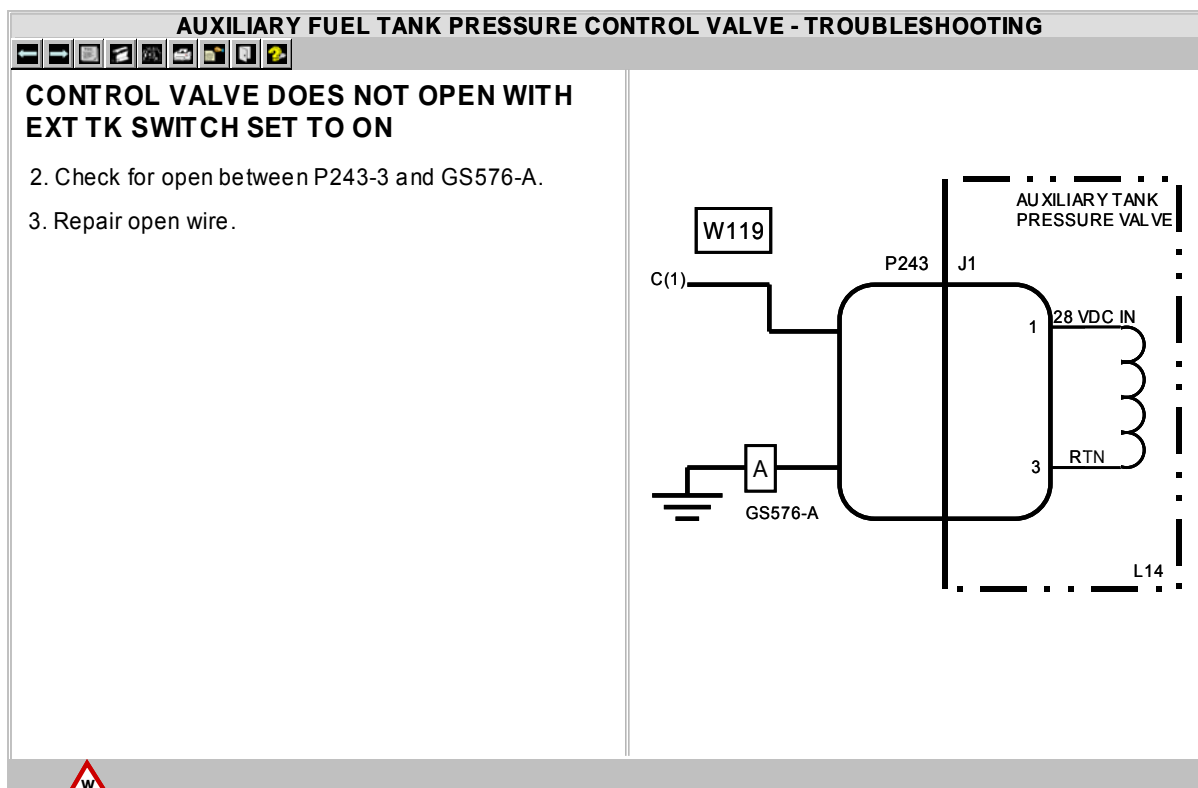 AUXILIARY FUEL TANK PRESSURE CONTROL VALVE - TROUBLESHOOTING
CONTROL VALVE DOES NOT OPEN WITH
EXT TK SWITCH SET TO ON
2. Check for open between P243-3 and GS576-A.
3. Repair open wire.
AUXILIARY TANK
PRESSURE VALVE
W119
P243
J1
C(1)
1
28 VDC IN
A
3
RTN
GS576-A
L14
W